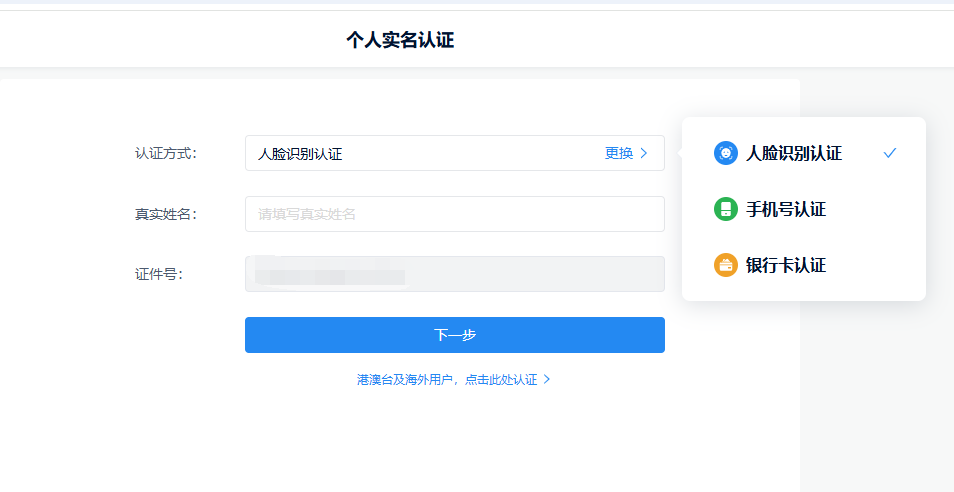 个人实名认证
认证方式：
人脸识别认证
更换
真实姓名：
请填写真实姓名
证件号：
下一步
港澳台及海外用户，点击此处认证
人脸识别认证
手机号认证
银行卡认证